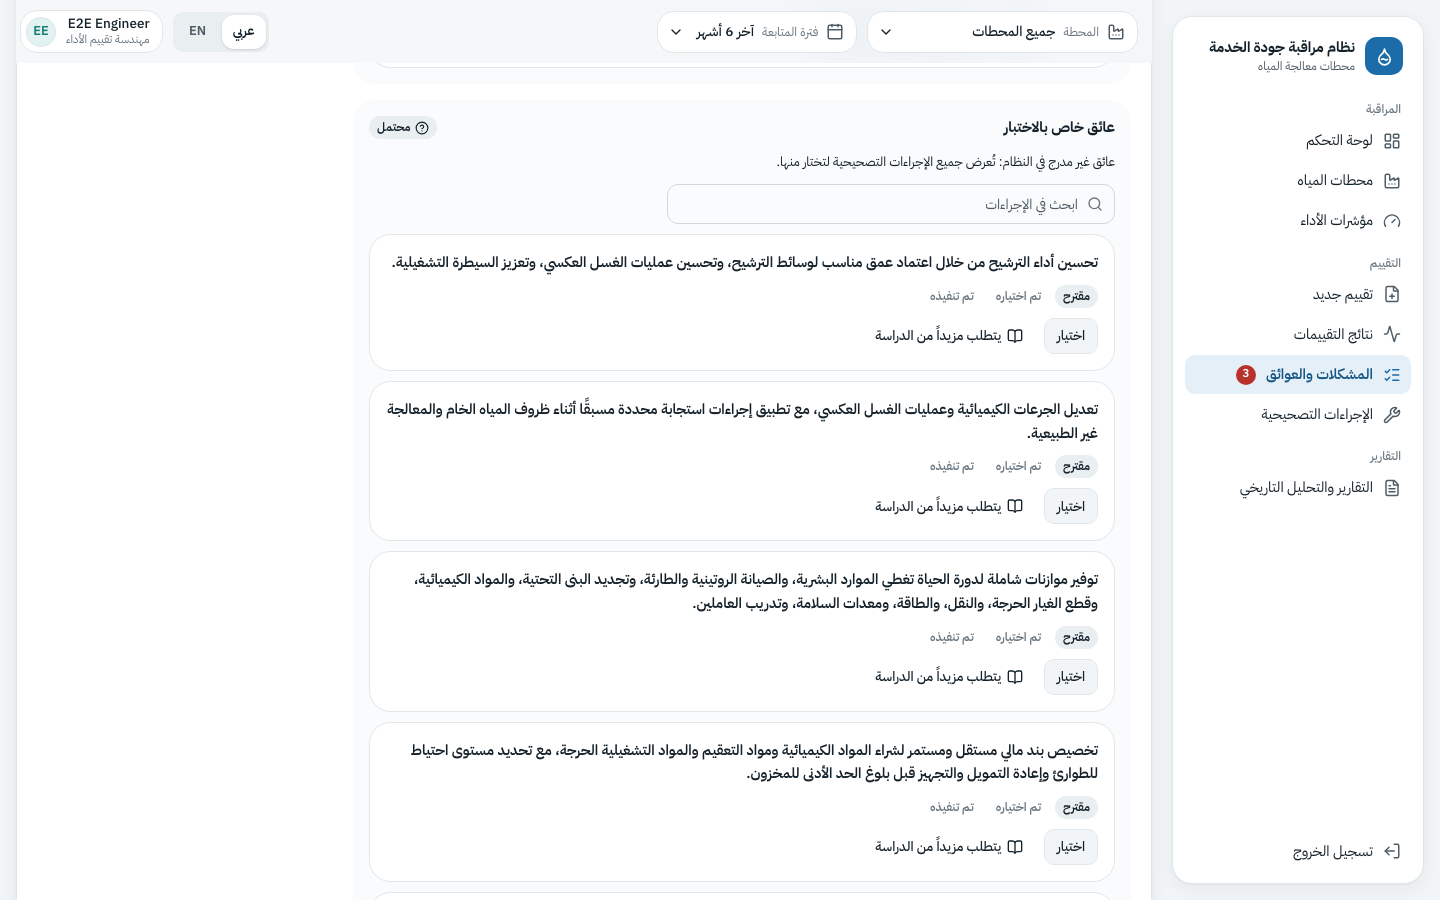 نظام مراقبة جودة الخدمة
محطات معالجة المياه
المراقبة
لوحة التحكم
محطات المياه
مؤشرات الأداء
التقييم
تقييم جديد
نتائج التقييمات
المشكلات والعوائق 3
الإجراءات التصحيحية
التقارير
التقارير والتحليل التاريخي
تسجيل الخروج
المحطة جميع المحطات
فترة المتابعة آخر 6 أشهر
عربي EN
E2E Engineer
مهندسة تقييم الأداء
EE
عائق خاص بالاختبار
محتمل
عائق غير مدرج في النظام: تُعرض جميع الإجراءات التصحيحية لتختار منها.
ابحث في الإجراءات
تحسين أداء الترشيح من خلال اعتماد عمق مناسب لوسائط الترشيح، وتحسين عمليات الغسل العكسي، وتعزيز السيطرة التشغيلية.
مقترح تم اختياره تم تنفيذه
اختيار يتطلب مزيداً من الدراسة
تعديل الجرعات الكيميائية وعمليات الغسل العكسي، مع تطبيق إجراءات استجابة محددة مسبقًا أثناء ظروف المياه الخام والمعالجة
غير الطبيعية.
مقترح تم اختياره تم تنفيذه
اختيار يتطلب مزيداً من الدراسة
توفير موازنات شاملة لدورة الحياة تغطي الموارد البشرية، والصيانة الروتينية والطارئة، وتجديد البنى التحتية، والمواد الكيميائية،
وقطع الغيار الحرجة، والنقل، والطاقة، ومعدات السلامة، وتدريب العاملين.
مقترح تم اختياره تم تنفيذه
اختيار يتطلب مزيداً من الدراسة
تخصيص بند مالي مستقل ومستمر لشراء المواد الكيميائية ومواد التعقيم والمواد التشغيلية الحرجة، مع تحديد مستوى احتياط
للطوارئ وإعادة التمويل والتجهيز قبل بلوغ الحد الأدنى للمخزون.
مقترح تم اختياره تم تنفيذه
اختيار يتطلب مزيداً من الدراسة